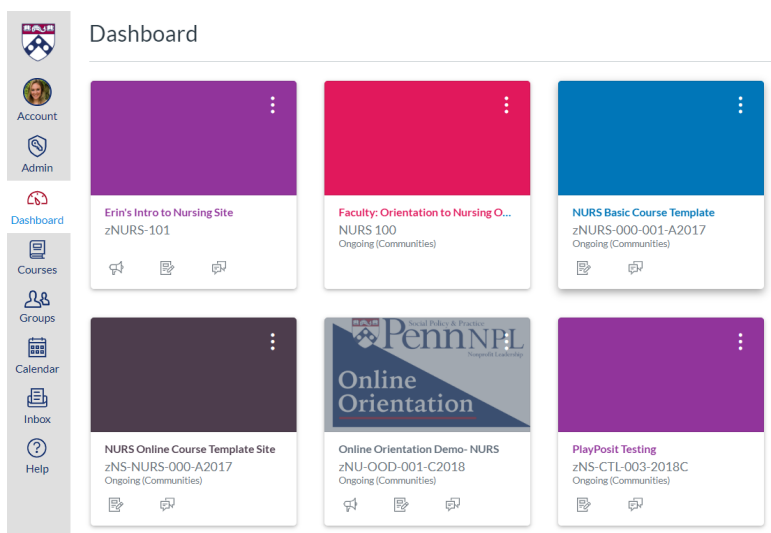 Dashboard
Account
Admin
Dashboard
Courses
Groups
Calendar
Inbox
Help
Erin's Intro to Nursing Site
zNURS-101
Faculty: Orientation to Nursing O...
NURS 100
Ongoing (Communities)
NURS Basic Course Template
zNURS-000-001-A2017
Ongoing (Communities)
NURS Online Course Template Site
zNS-NURS-000-A2017
Ongoing (Communities)
Social Policy & Practice
PennNPL
Nonprofit Leadership
Online
Orientation
Online Orientation Demo- NURS
zNU-OOD-001-C2018
Ongoing (Communities)
PlayPosit Testing
zNS-CTL-003-2018C
Ongoing (Communities)